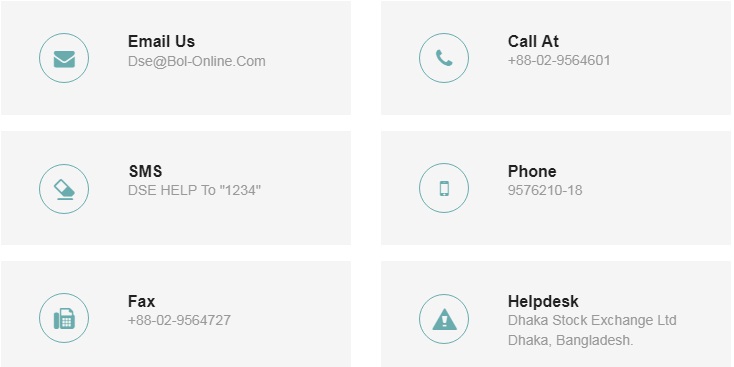 Email Us
Dse@Bol-Online.Com
Call At
+88-02-9564601
SMS
DSE HELP To "1234"
Phone
9576210-18
Fax
+88-02-9564727
Helpdesk
Dhaka Stock Exchange Ltd
Dhaka, Bangladesh.